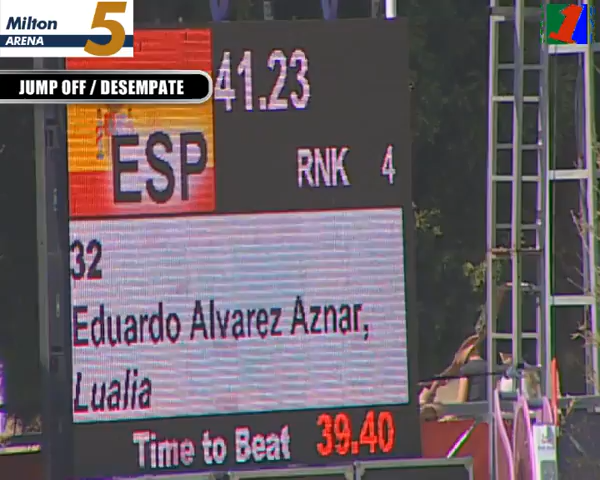 Milton
ARENA
5
1
JUMP OFF / DESEMPATE
41.23
ESP
RNK 4
32
Eduardo Alvarez Aznar,
Lualia
Time to Beat 39.40